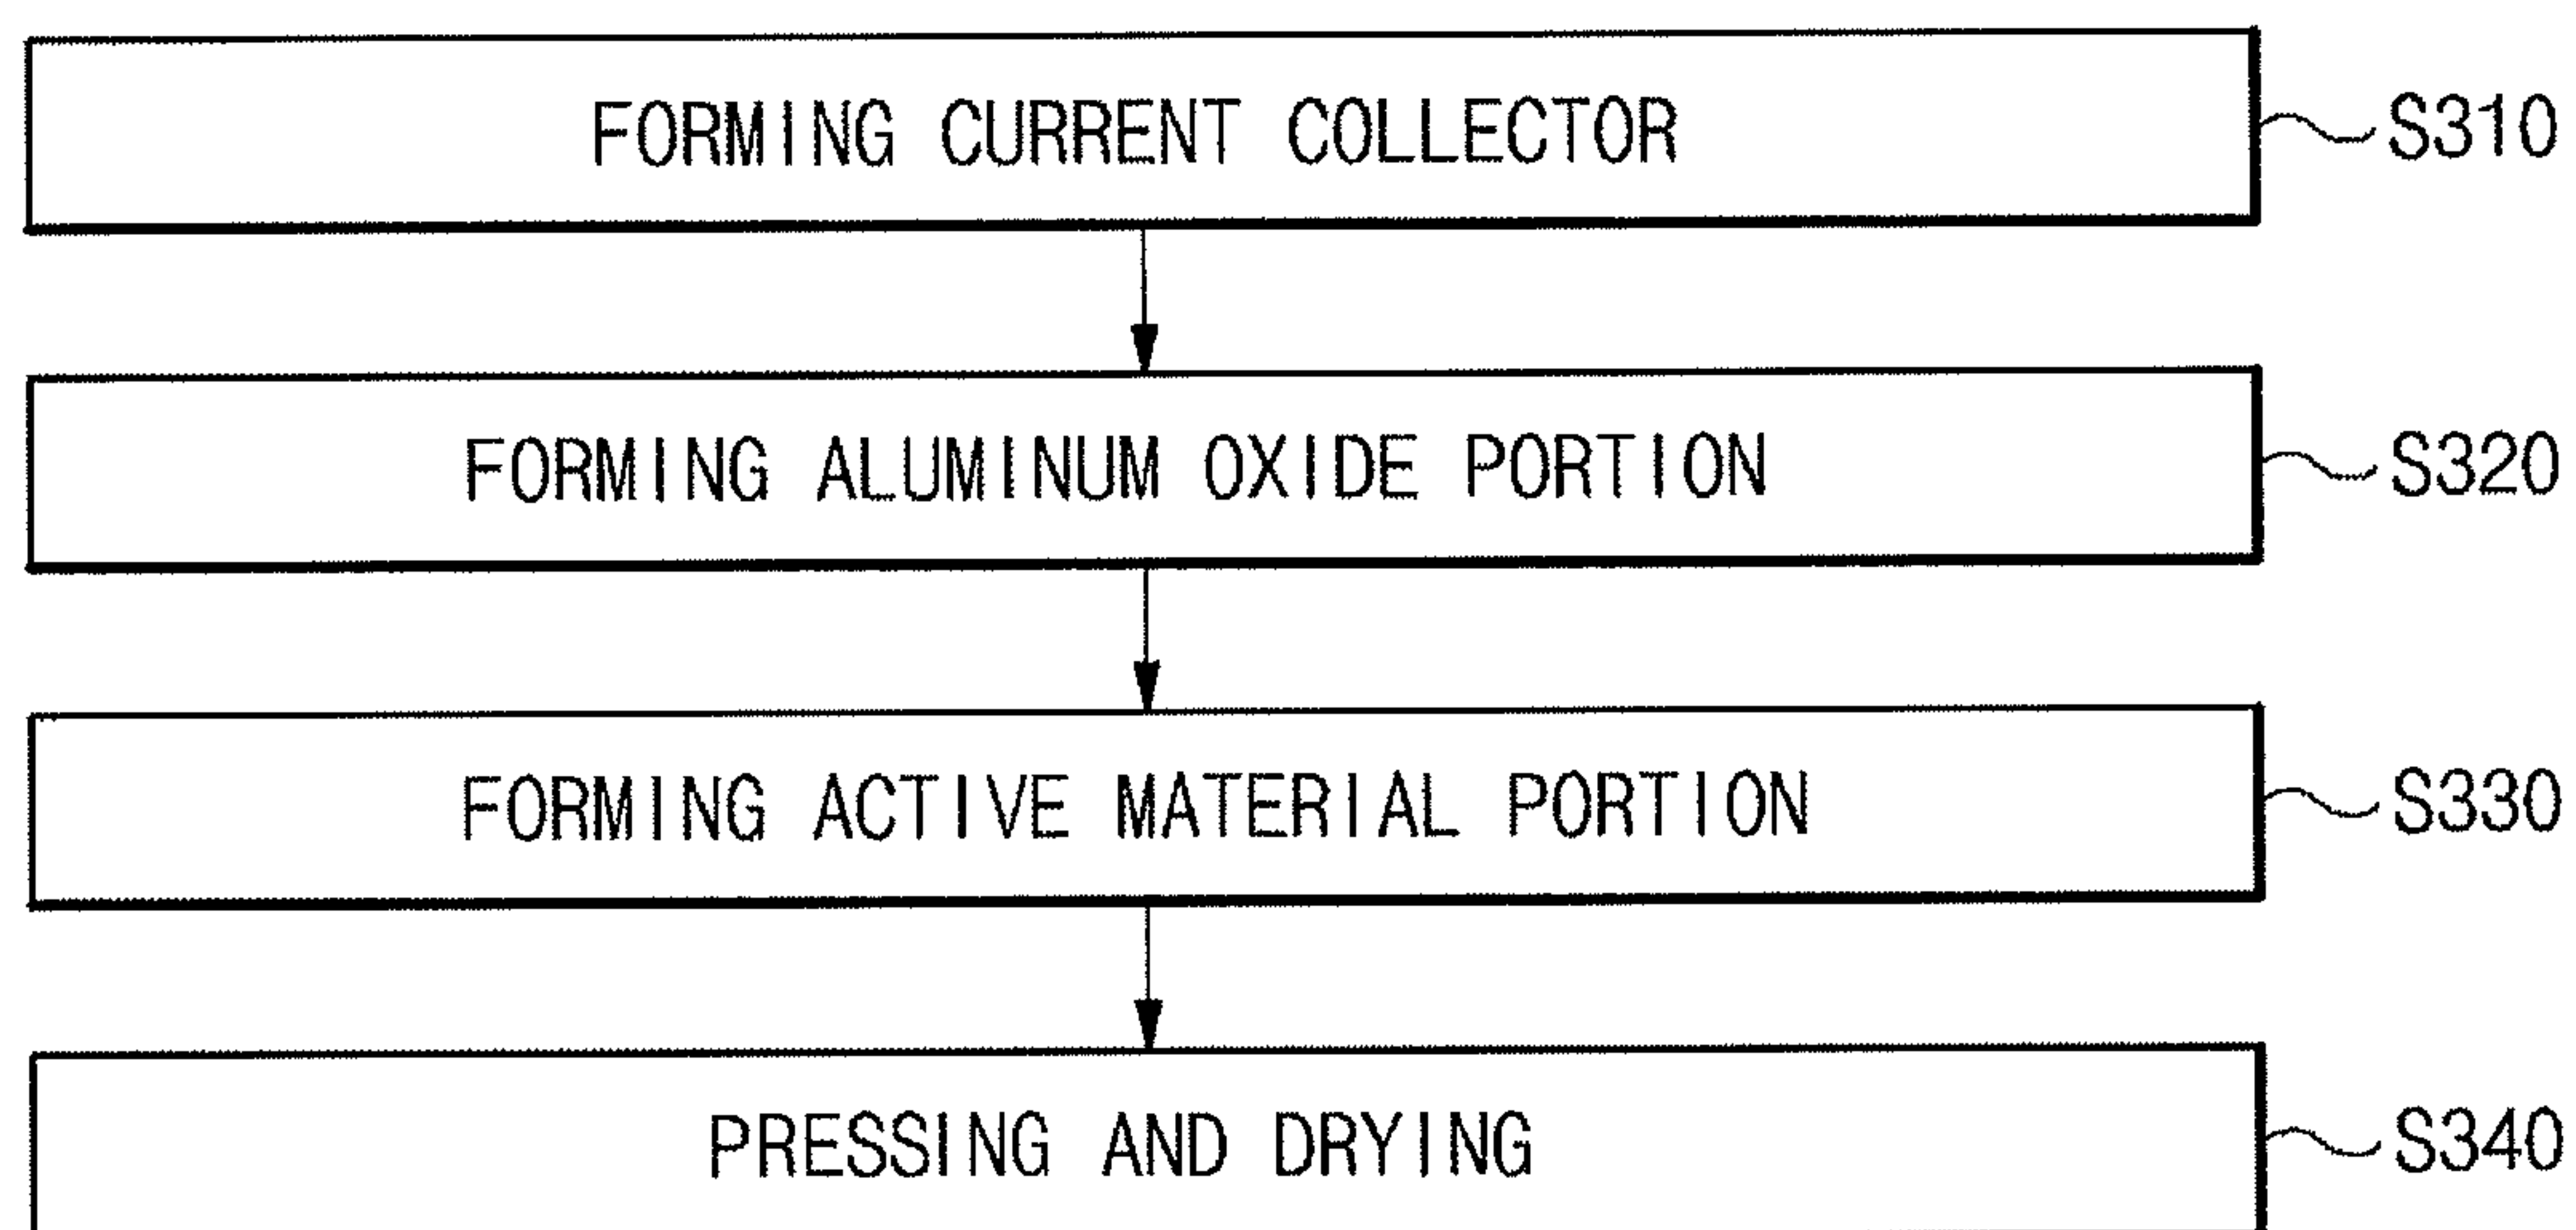 FORMING CURRENT COLLECTOR S310
FORMING ALUMINUM OXIDE PORTION S320
FORMING ACTIVE MATERIAL PORTION S330
PRESSING AND DRYING S340